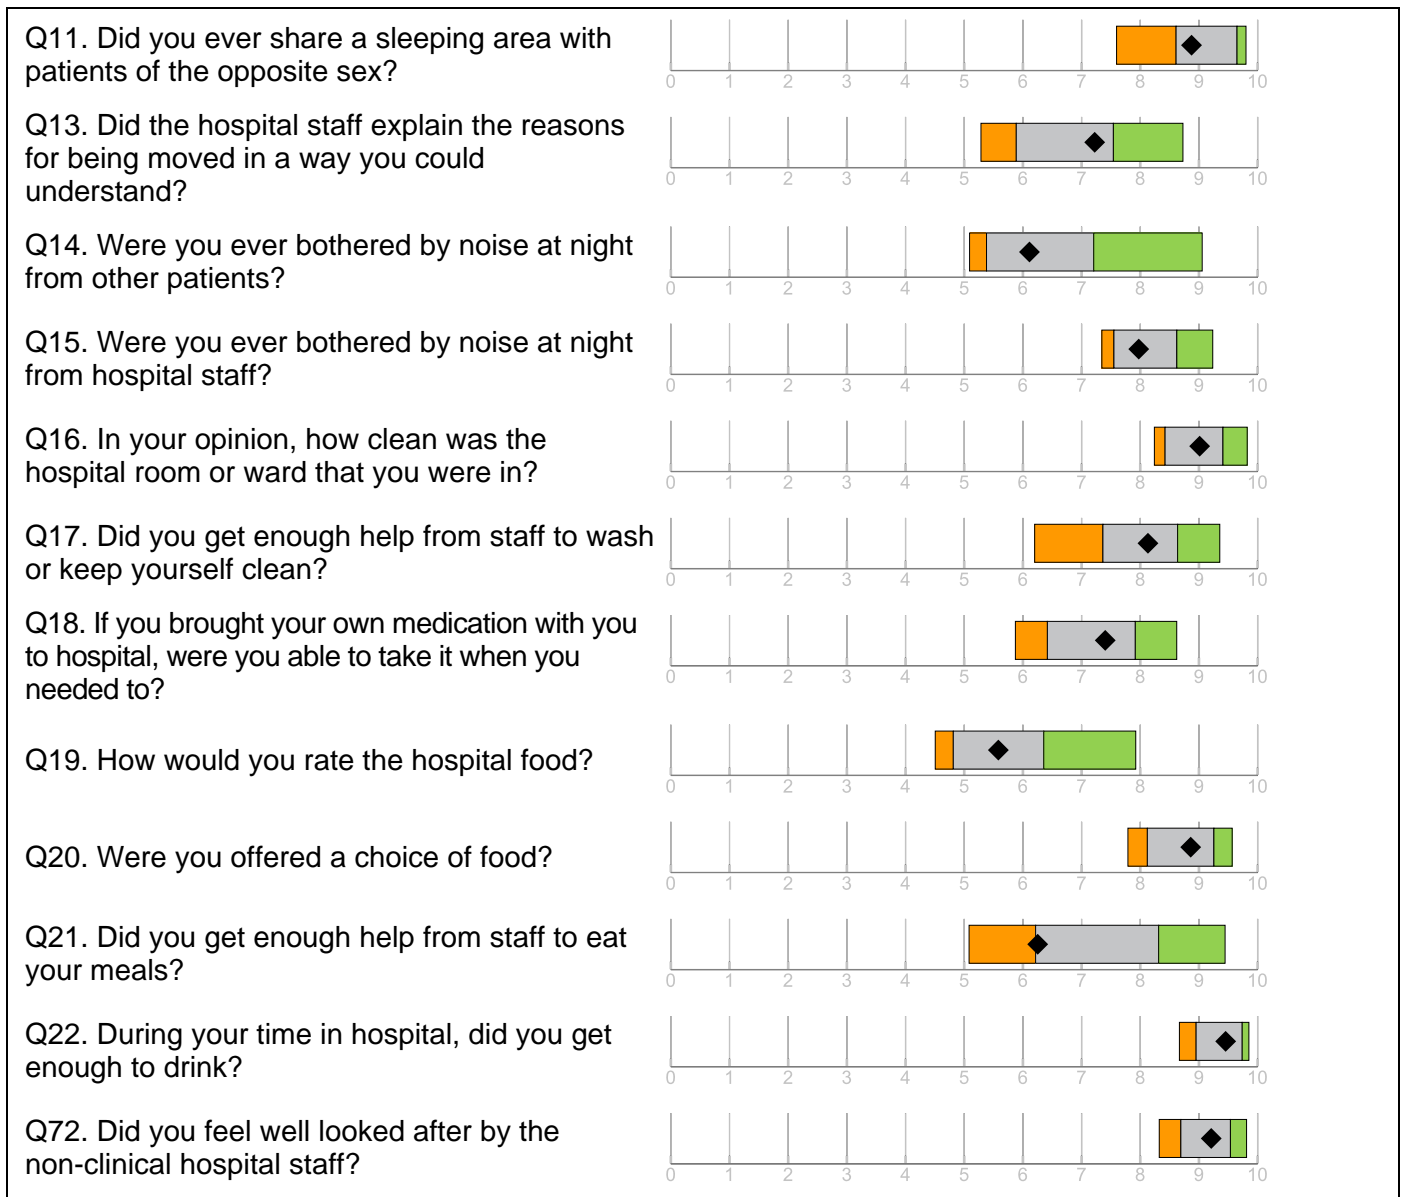 Q11. Did you ever share a sleeping area with
patients of the opposite sex?
0 1 2 3 4 5 6 7 8 9 10
Q13. Did the hospital staff explain the reasons
for being moved in a way you could
understand?
0 1 2 3 4 5 6 7 8 9 10
Q14. Were you ever bothered by noise at night
from other patients?
0 1 2 3 4 5 6 7 8 9 10
Q15. Were you ever bothered by noise at night
from hospital staff?
0 1 2 3 4 5 6 7 8 9 10
Q16. In your opinion, how clean was the
hospital room or ward that you were in?
0 1 2 3 4 5 6 7 8 9 10
Q17. Did you get enough help from staff to wash
or keep yourself clean?
0 1 2 3 4 5 6 7 8 9 10
Q18. If you brought your own medication with you
to hospital, were you able to take it when you
needed to?
0 1 2 3 4 5 6 7 8 9 10
Q19. How would you rate the hospital food?
0 1 2 3 4 5 6 7 8 9 10
Q20. Were you offered a choice of food?
0 1 2 3 4 5 6 7 8 9 10
Q21. Did you get enough help from staff to eat
your meals?
0 1 2 3 4 5 6 7 8 9 10
Q22. During your time in hospital, did you get
enough to drink?
0 1 2 3 4 5 6 7 8 9 10
Q72. Did you feel well looked after by the
non-clinical hospital staff?
0 1 2 3 4 5 6 7 8 9 10